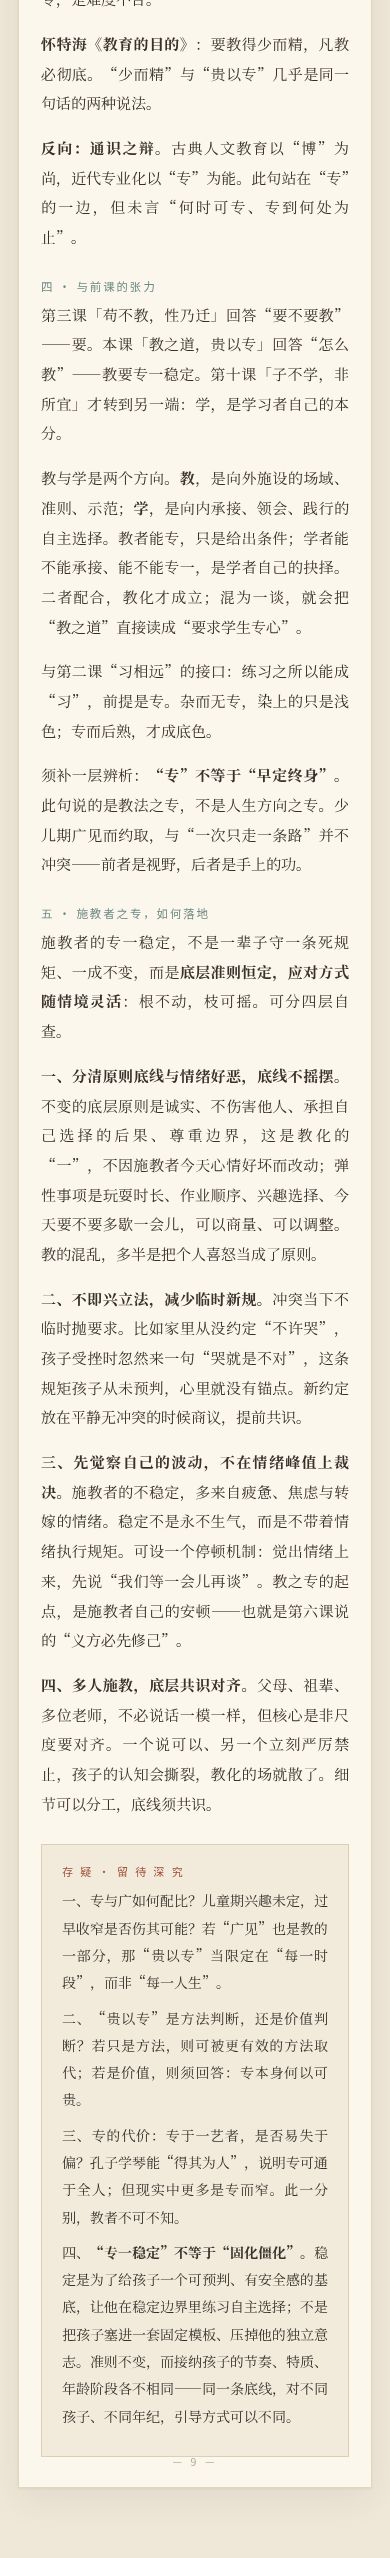 怀特海《教育的目的》：要教得少而精，凡教
必彻底。“少而精”与“贵以专”几乎是同一
句话的两种说法。
反向：通识之辩。古典人文教育以“博”为
尚，近代专业化以“专”为能。此句站在“专”
的一边，但未言“何时可专、专到何处为
止”。
四 · 与前课的张力
第三课「苟不教，性乃迁」回答“要不要教”
——要。本课「教之道，贵以专」回答“怎么
教”——教要专一稳定。第十课「子不学，非
所宜」才转到另一端：学，是学习者自己的本
分。
教与学是两个方向。教，是向外施设的场域、
准则、示范；学，是向内承接、领会、践行的
自主选择。教者能专，只是给出条件；学者能
不能承接、能不能专一，是学者自己的抉择。
二者配合，教化才成立；混为一谈，就会把
“教之道”直接读成“要求学生专心”。
与第二课“习相远”的接口：练习之所以能成
“习”，前提是专。杂而无专，染上的只是浅
色；专而后熟，才成底色。
须补一层辨析：“专”不等于“早定终身”。
此句说的是教法之专，不是人生方向之专。少
儿期广见而约取，与“一次只走一条路”并不
冲突——前者是视野，后者是手上的功。
五 · 施教者之专，如何落地
施教者的专一稳定，不是一辈子守一条死规
矩、一成不变，而是底层准则恒定，应对方式
随情境灵活：根不动，枝可摇。可分四层自
查。
一、分清原则底线与情绪好恶，底线不摇摆。
不变的底层原则是诚实、不伤害他人、承担自
己选择的后果、尊重边界，这是教化的
“一”，不因施教者今天心情好坏而改动；弹
性事项是玩耍时长、作业顺序、兴趣选择、今
天要不要多歇一会儿，可以商量、可以调整。
教的混乱，多半是把个人喜怒当成了原则。
二、不即兴立法，减少临时新规。冲突当下不
临时抛要求。比如家里从没约定“不许哭”，
孩子受挫时忽然来一句“哭就是不对”，这条
规矩孩子从未预判，心里就没有锚点。新约定
放在平静无冲突的时候商议，提前共识。
三、先觉察自己的波动，不在情绪峰值上裁
决。施教者的不稳定，多来自疲惫、焦虑与转
嫁的情绪。稳定不是永不生气，而是不带着情
绪执行规矩。可设一个停顿机制：觉出情绪上
来，先说“我们等一会儿再谈”。教之专的起
点，是施教者自己的安顿——也就是第六课说
的“义方必先修己”。
四、多人施教，底层共识对齐。父母、祖辈、
多位老师，不必说话一模一样，但核心是非尺
度要对齐。一个说可以、另一个立刻严厉禁
止，孩子的认知会撕裂，教化的场就散了。细
节可以分工，底线须共识。
存疑 · 留待深究
一、专与广如何配比？儿童期兴趣未定，过
早收窄是否伤其可能？若“广见”也是教的
一部分，那“贵以专”当限定在“每一时
段”，而非“每一人生”。
二、“贵以专”是方法判断，还是价值判
断？若只是方法，则可被更有效的方法取
代；若是价值，则须回答：专本身何以可
贵。
三、专的代价：专于一艺者，是否易失于
偏？孔子学琴能“得其为人”，说明专可通
于全人；但现实中更多是专而窄。此一分
别，教者不可不知。
四、“专一稳定”不等于“固化僵化”。稳
定是为了给孩子一个可预判、有安全感的基
底，让他在稳定边界里练习自主选择；不是
把孩子塞进一套固定模板、压掉他的独立意
志。准则不变，而接纳孩子的节奏、特质、
年龄阶段各不相同——同一条底线，对不同
孩子、不同年纪，引导方式可以不同。
— 9 —